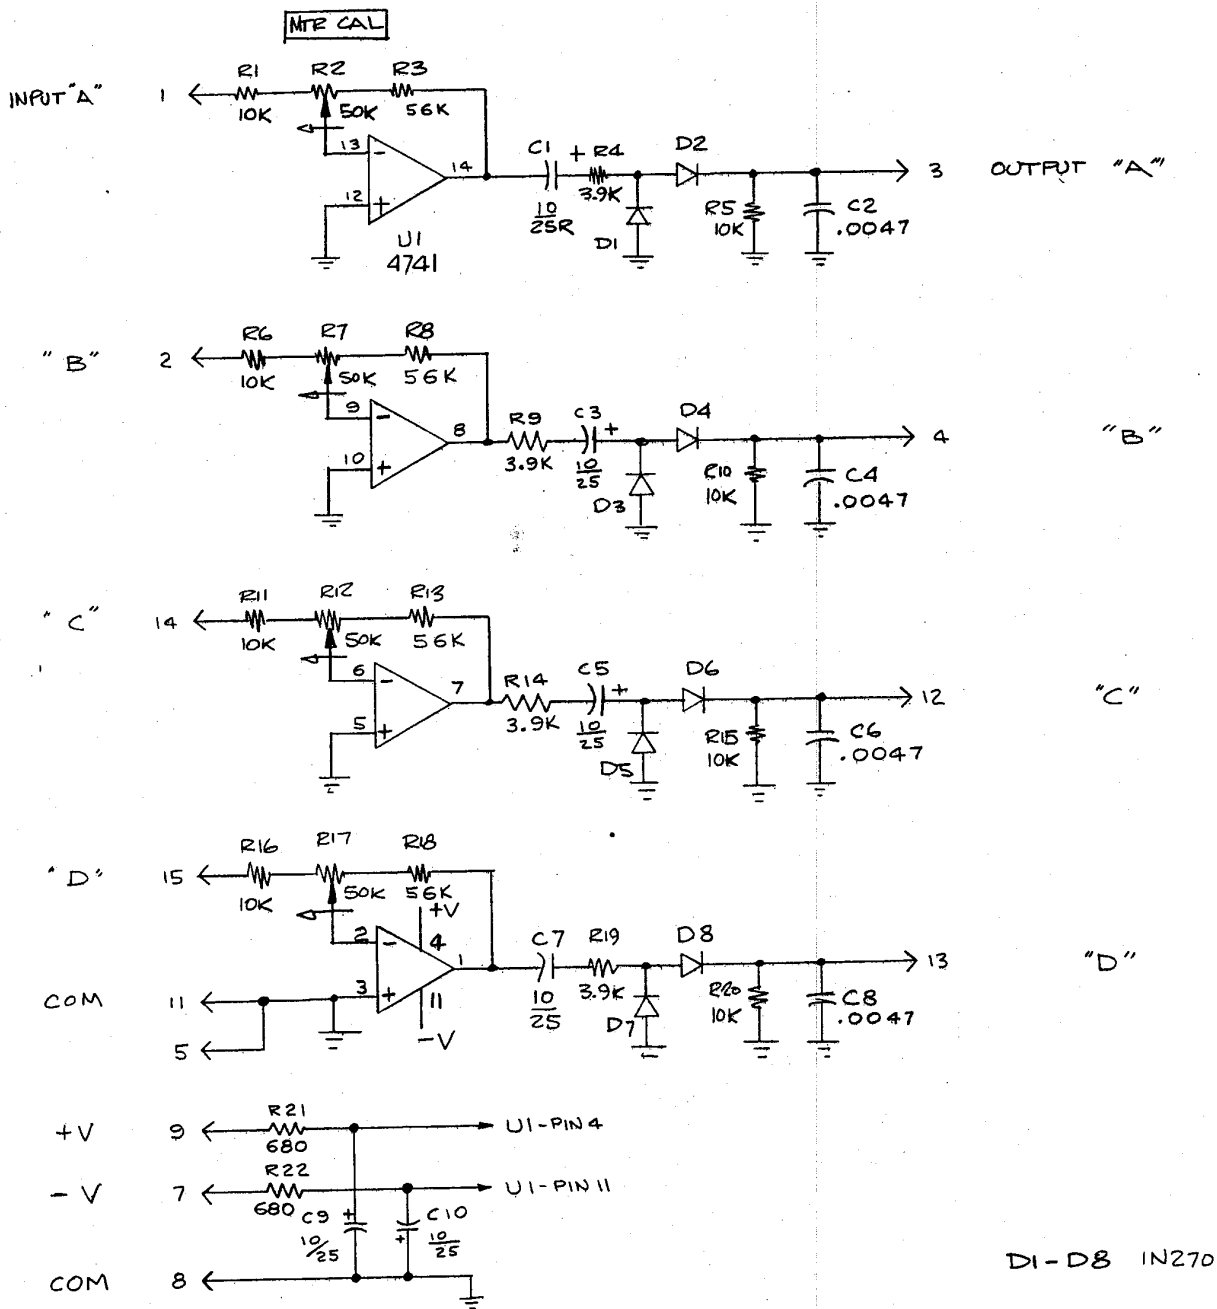 MTR CAL
R1 R2 R3
INPUT "A" 1
10K 50K 56K
13 -
14
12 +
U1
4741
C1 + R4 D2
10/25R 3.9K
D1
R5
10K
C2
.0047
3 OUTPUT "A"
R6 R7 R8
"B" 2
10K 50K 56K
9 -
8
10 +
R9 C3 + D4
3.9K 10/25
D3
R10
10K
C4
.0047
4 "B"
R11 R12 R13
"C" 14
10K 50K 56K
6 -
7
5 +
R14 C5 + D6
3.9K 10/25
D5
R15
10K
C6
.0047
12 "C"
R16 R17 R18
"D" 15
10K 50K 56K
+V
2 - 4
1
3 + 11
-V
C7 R19 D8
10/25 3.9K
D7
R20
10K
C8
.0047
13 "D"
COM 11
5
R21
+V 9 U1-PIN 4
680
R22
-V 7 U1-PIN 11
680
C9 + 10/25
C10 + 10/25
COM 8
D1-D8 1N270